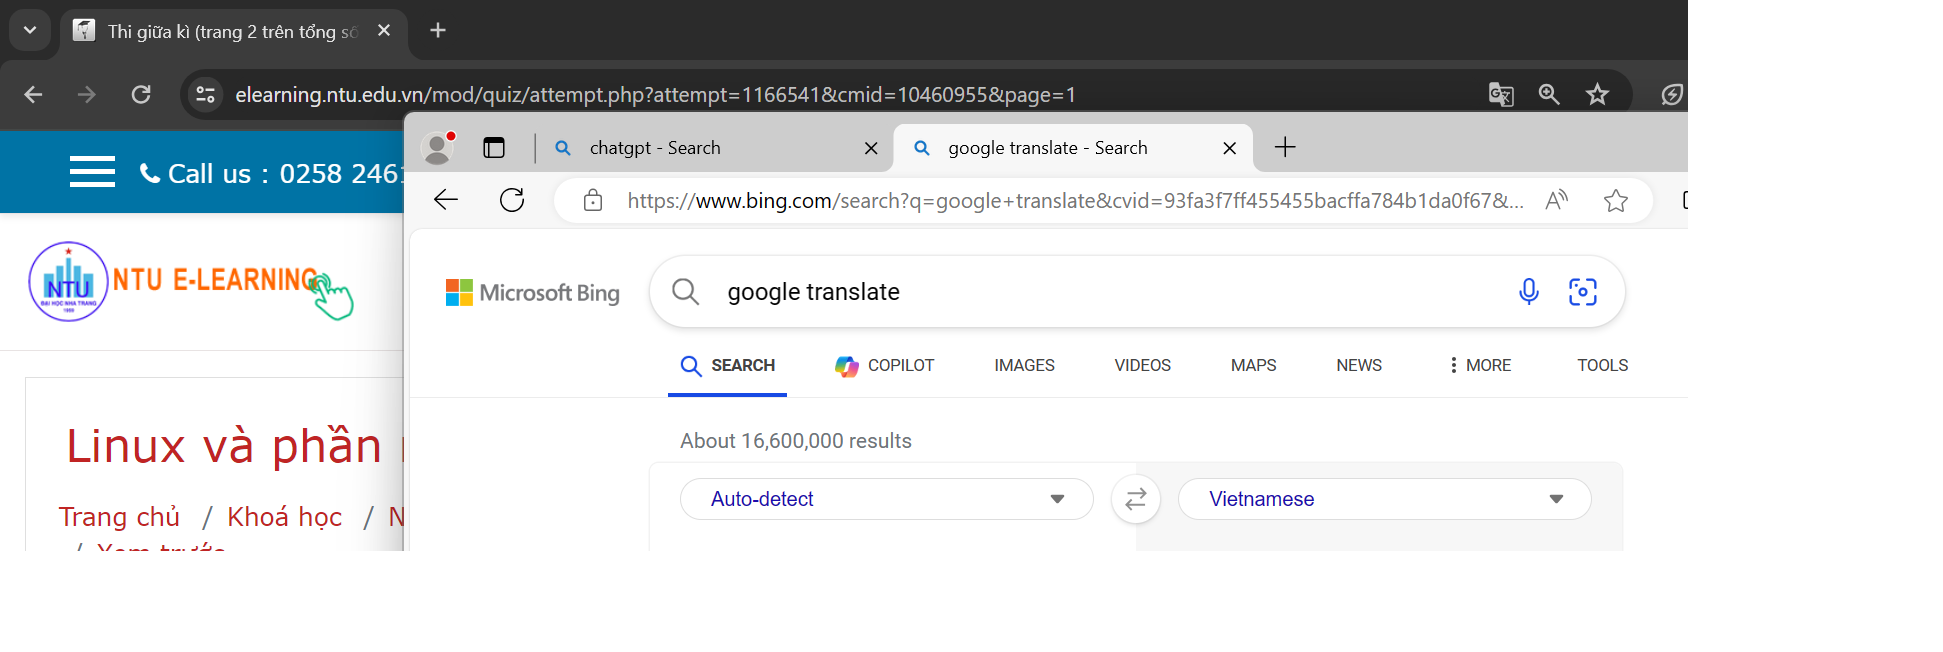 Thi giữa kì (trang 2 trên tổng số
elearning.ntu.edu.vn/mod/quiz/attempt.php?attempt=1166541&cmid=10460955&page=1
chatgpt - Search
google translate - Search
Call us : 0258 2461
https://www.bing.com/search?q=google+translate&cvid=93fa3f7ff455455bacffa784b1da0f67&...
NTU
ĐẠI HỌC NHA TRANG
NTU E-LEARNING
Microsoft Bing
google translate
SEARCH COPILOT IMAGES VIDEOS MAPS NEWS MORE TOOLS
Linux và phần
About 16,600,000 results
Auto-detect Vietnamese
Trang chủ / Khoá học / N
/ Xem trước